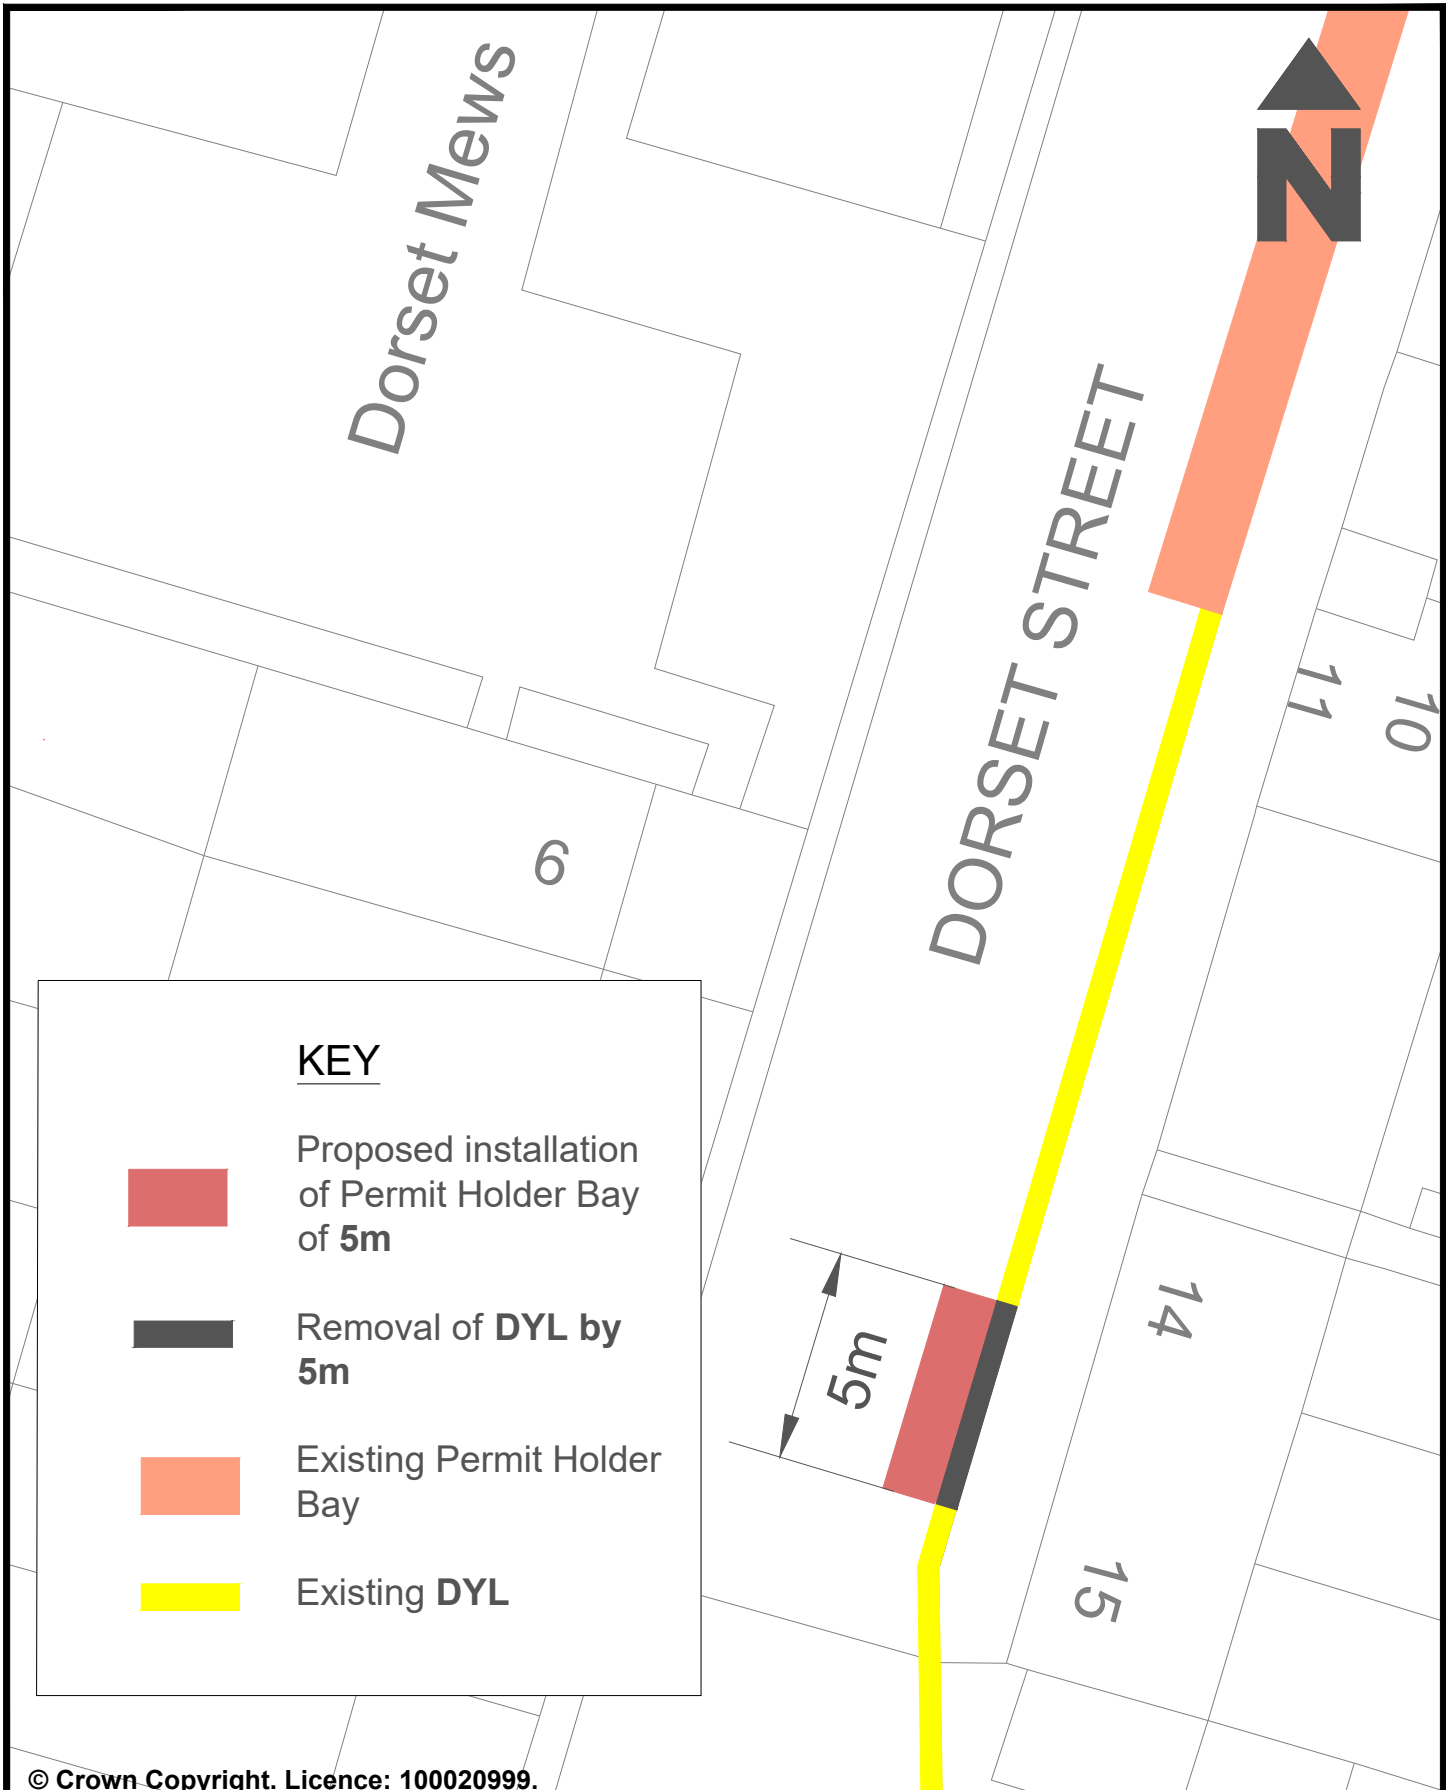 Dorset Mews
N
DORSET STREET
11
10
6
KEY
Proposed installation
of Permit Holder Bay
of 5m
Removal of DYL by
5m
Existing Permit Holder
Bay
Existing DYL
5m
14
15
© Crown Copyright. Licence: 100020999.